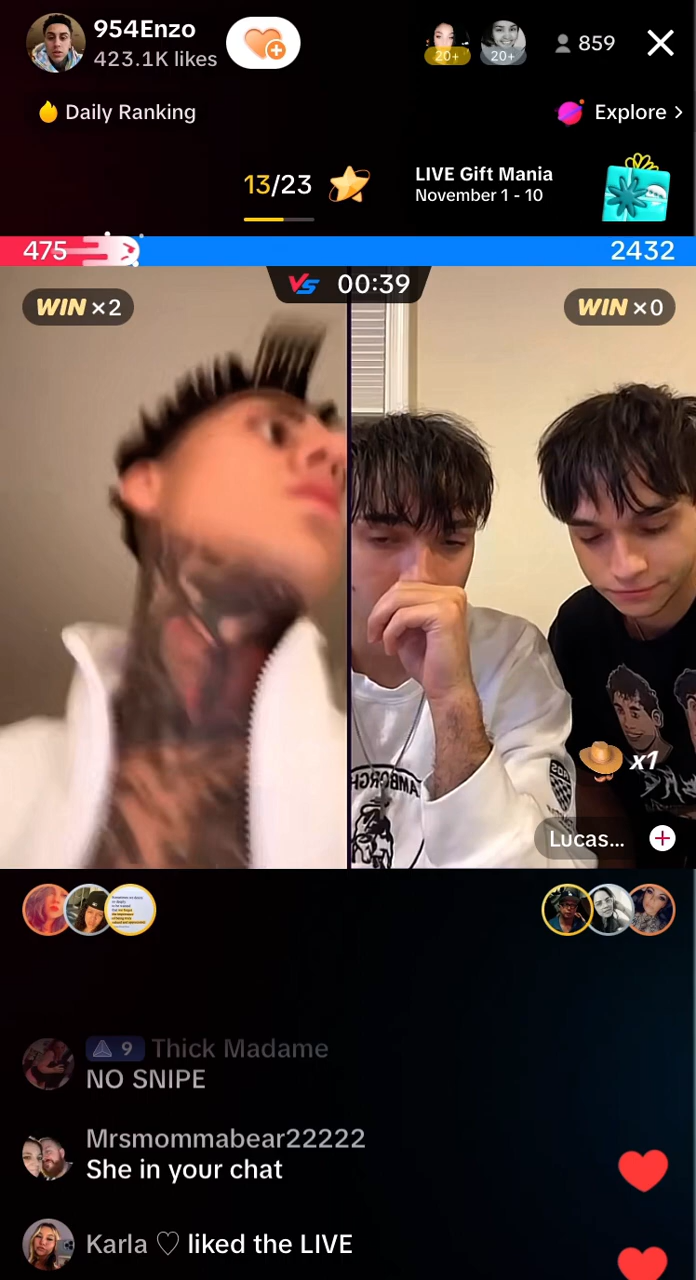 954Enzo
423.1K likes
20+
20+
859
Daily Ranking
Explore >
13/23
LIVE Gift Mania
November 1 - 10
475
2432
VS 00:39
WIN ×2
WIN ×0
x1
Lucas...
9 Thick Madame
NO SNIPE
Mrsmommabear22222
She in your chat
Karla ♡ liked the LIVE